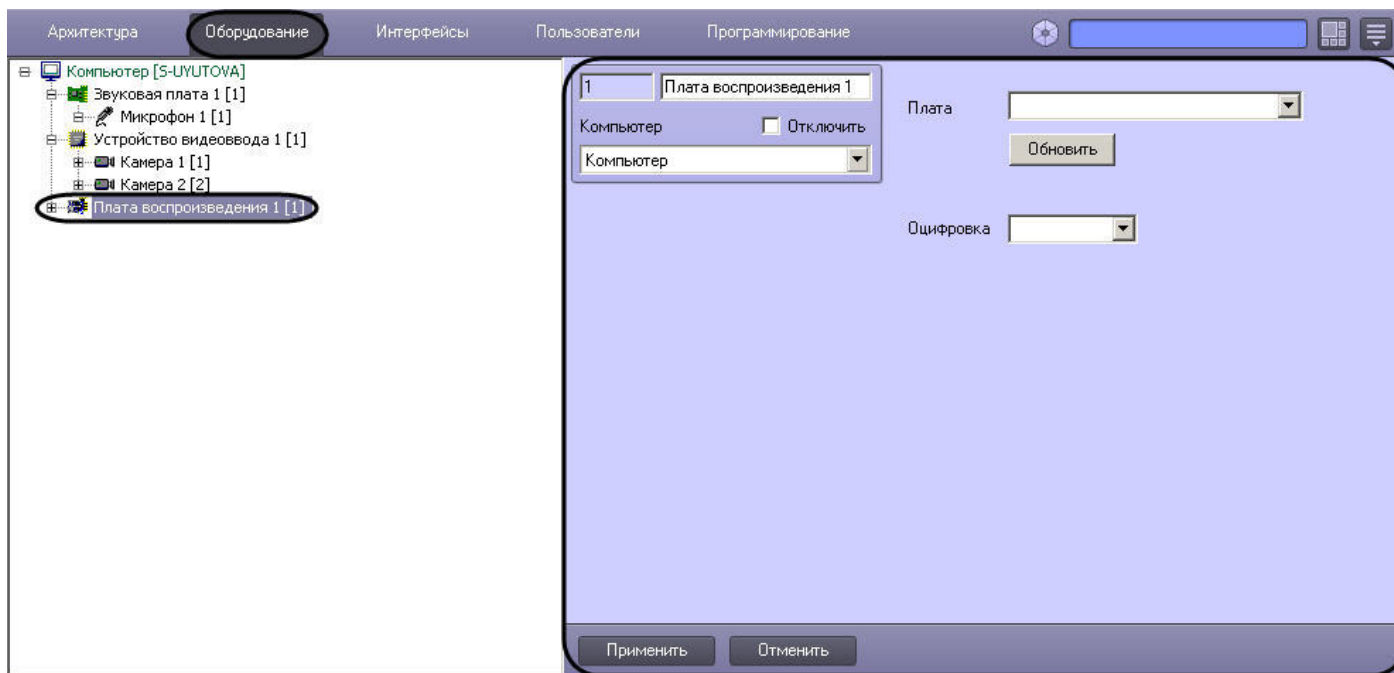 Архитектура Оборудование Интерфейсы Пользователи Программирование
Компьютер [S-UYUTOVA]
Звуковая плата 1 [1]
Микрофон 1 [1]
Устройство видеоввода 1 [1]
Камера 1 [1]
Камера 2 [2]
Плата воспроизведения 1 [1]
1 Плата воспроизведения 1
Компьютер Отключить
Компьютер
Плата
Обновить
Оцифровка
Применить Отменить